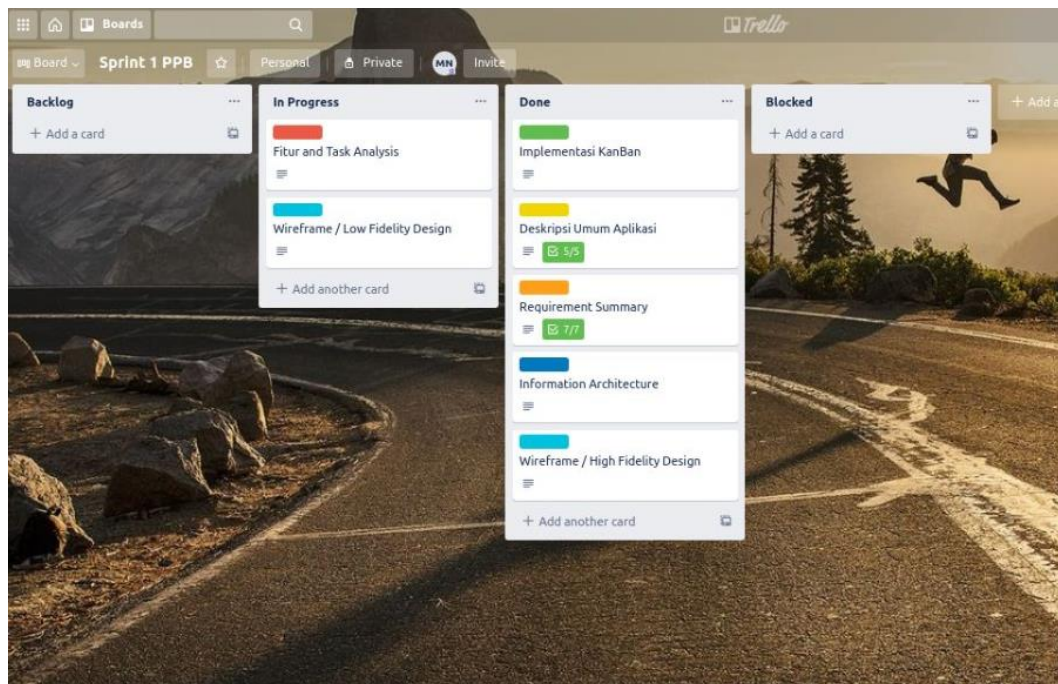 Boards
Trello
Board
Sprint 1 PPB
Personal
Private
MN
Invite
Backlog
+ Add a card
In Progress
Fitur and Task Analysis
Wireframe / Low Fidelity Design
+ Add another card
Done
Implementasi KanBan
Deskripsi Umum Aplikasi
5/5
Requirement Summary
7/7
Information Architecture
Wireframe / High Fidelity Design
+ Add another card
Blocked
+ Add a card
+ Add a